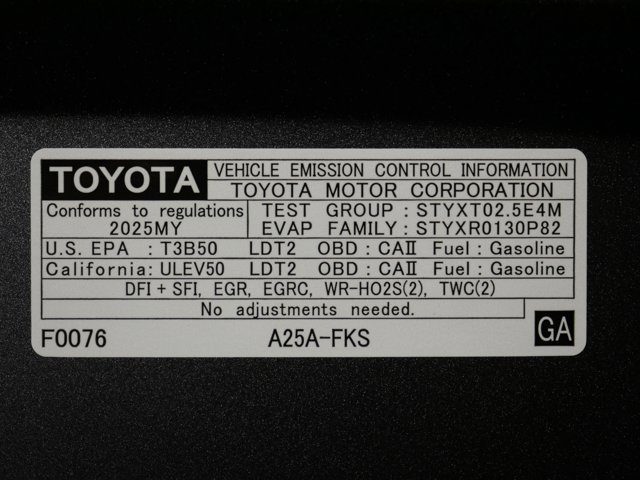 TOYOTA VEHICLE EMISSION CONTROL INFORMATION
TOYOTA MOTOR CORPORATION
Conforms to regulations TEST GROUP : STYXT02.5E4M
2025MY EVAP FAMILY : STYXR0130P82
U.S. EPA : T3B50 LDT2 OBD : CAⅡ Fuel : Gasoline
California: ULEV50 LDT2 OBD : CAⅡ Fuel : Gasoline
DFI + SFI, EGR, EGRC, WR-HO2S(2), TWC(2)
No adjustments needed.
F0076 A25A-FKS GA